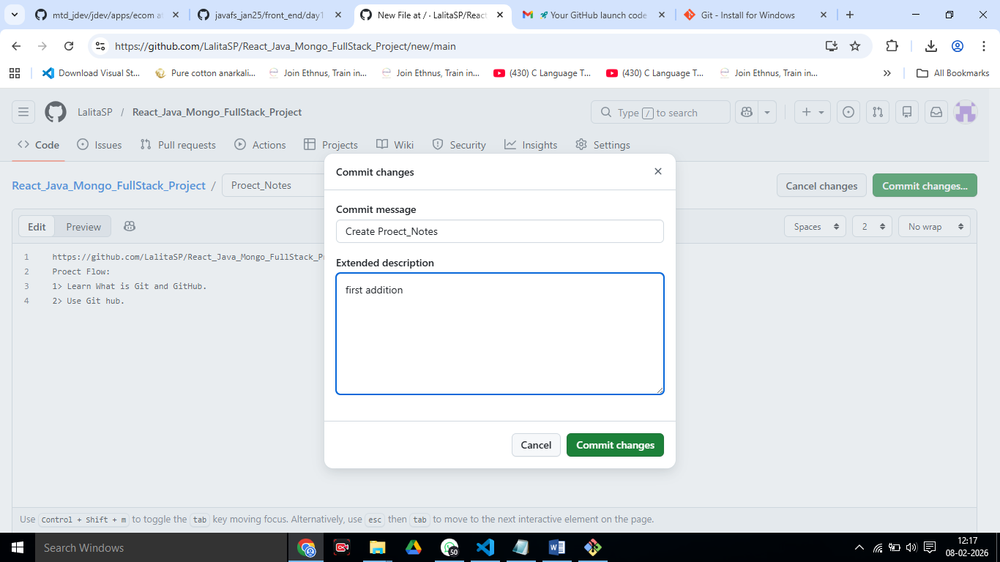 mtd_jdev/jdev/apps/ecom a
javafs_jan25/front_end/day1
New File at / · LalitaSP/React
Your GitHub launch code
Git - Install for Windows
https://github.com/LalitaSP/React_Java_Mongo_FullStack_Project/new/main
Download Visual St...
Pure cotton anarkali...
Join Ethnus, Train in...
Join Ethnus, Train in...
(430) C Language T...
(430) C Language T...
Join Ethnus, Train in...
All Bookmarks
LalitaSP / React_Java_Mongo_FullStack_Project
Type / to search
Code
Issues
Pull requests
Actions
Projects
Wiki
Security
Insights
Settings
React_Java_Mongo_FullStack_Project / Proect_Notes
Cancel changes
Commit changes...
Edit
Preview
Spaces
2
No wrap
1 https://github.com/LalitaSP/React_Java_Mongo_FullStack_P
2 Proect Flow:
3 1> Learn What is Git and GitHub.
4 2> Use Git hub.
Commit changes
Commit message
Create Proect_Notes
Extended description
first addition
Cancel
Commit changes
Use Control + Shift + m to toggle the tab key moving focus. Alternatively, use esc then tab to move to the next interactive element on the page.
Search Windows
50
12:17
08-02-2026